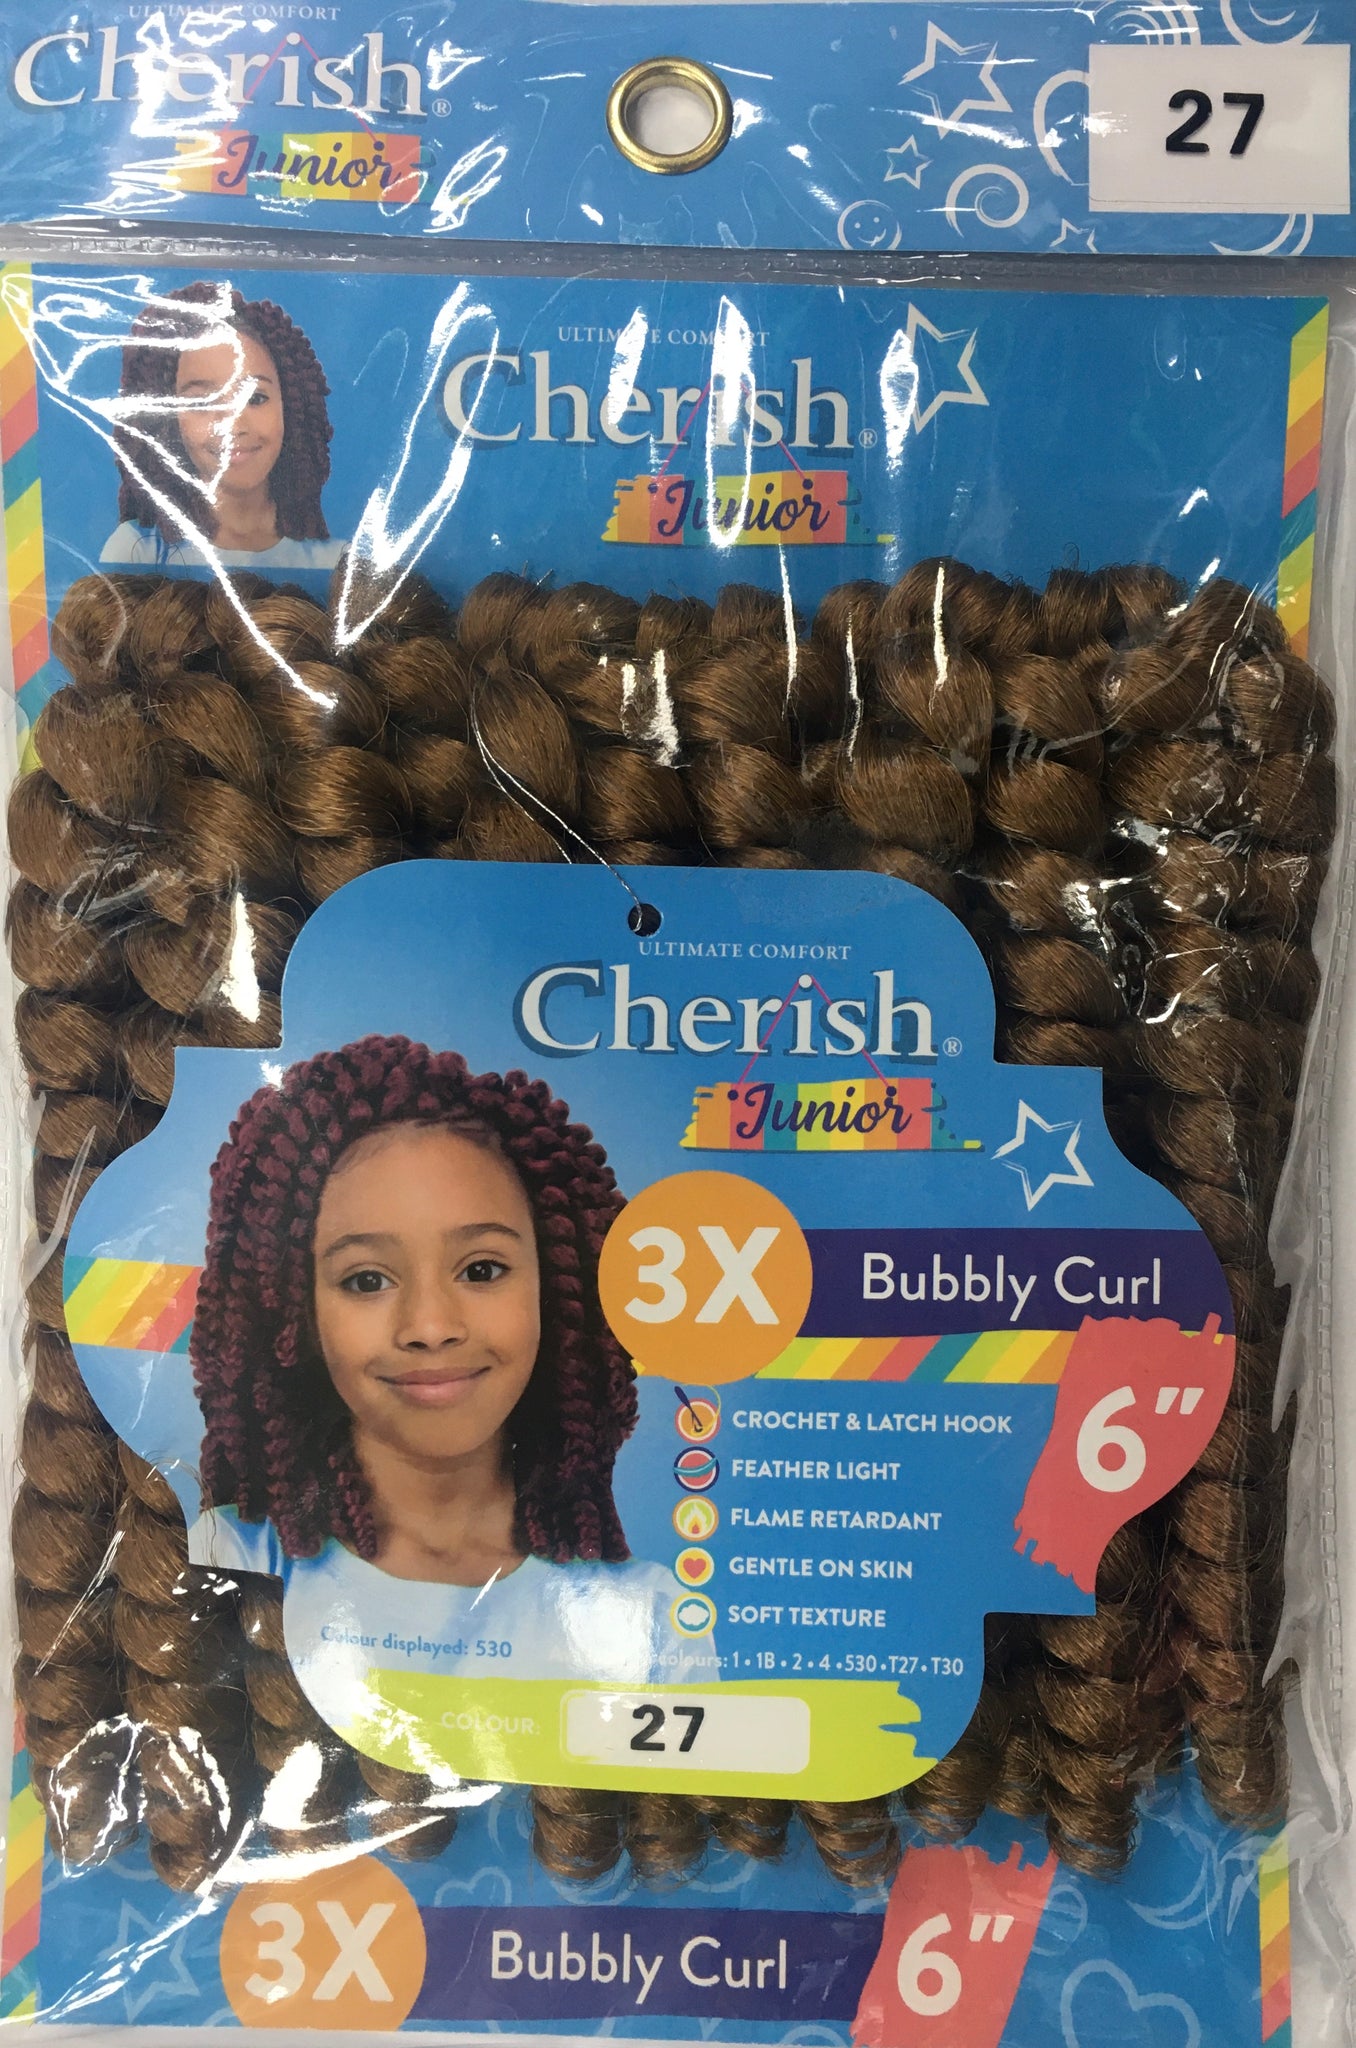 ULTIMATE COMFORT
Cherish®
Junior
27
ULTIMATE COMFORT
Cherish®
Junior
ULTIMATE COMFORT
Cherish®
Junior
3X
Bubbly Curl
6"
CROCHET & LATCH HOOK
FEATHER LIGHT
FLAME RETARDANT
GENTLE ON SKIN
SOFT TEXTURE
Colour displayed: 530
colours: 1 • 1B • 2 • 4 • 530 • T27 • T30
COLOUR: 27
3X
Bubbly Curl
6"